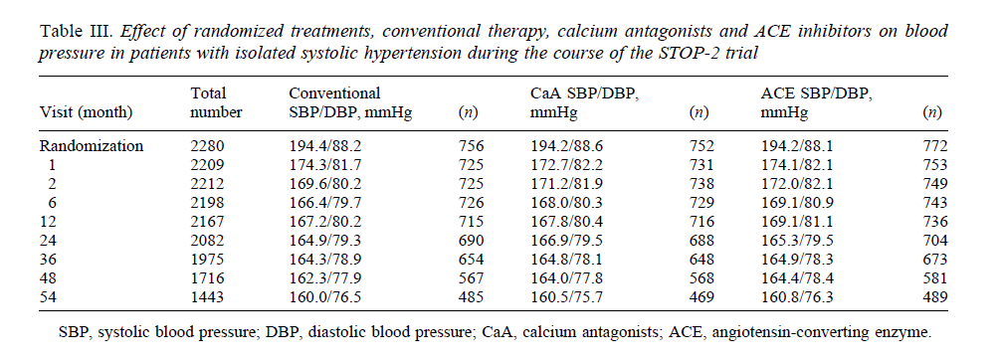 Table III. Effect of randomized treatments, conventional therapy, calcium antagonists and ACE inhibitors on blood
pressure in patients with isolated systolic hypertension during the course of the STOP-2 trial
Visit (month) Total number Conventional SBP/DBP, mmHg (n) CaA SBP/DBP, mmHg (n) ACE SBP/DBP, mmHg (n)
Randomization 2280 194.4/88.2 756 194.2/88.6 752 194.2/88.1 772
1 2209 174.3/81.7 725 172.7/82.2 731 174.1/82.1 753
2 2212 169.6/80.2 725 171.2/81.9 738 172.0/82.1 749
6 2198 166.4/79.7 726 168.0/80.3 729 169.1/80.9 743
12 2167 167.2/80.2 715 167.8/80.4 716 169.1/81.1 736
24 2082 164.9/79.3 690 166.9/79.5 688 165.3/79.5 704
36 1975 164.3/78.9 654 164.8/78.1 648 164.9/78.3 673
48 1716 162.3/77.9 567 164.0/77.8 568 164.4/78.4 581
54 1443 160.0/76.5 485 160.5/75.7 469 160.8/76.3 489
SBP, systolic blood pressure; DBP, diastolic blood pressure; CaA, calcium antagonists; ACE, angiotensin-converting enzyme.